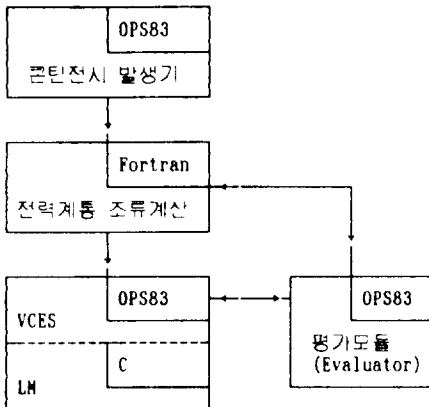 OPS83
콘틴전시 발생기
Fortran
전력계통 조류계산
OPS83
VCES
C
LM
OPS83
평가모듈
(Evaluator)